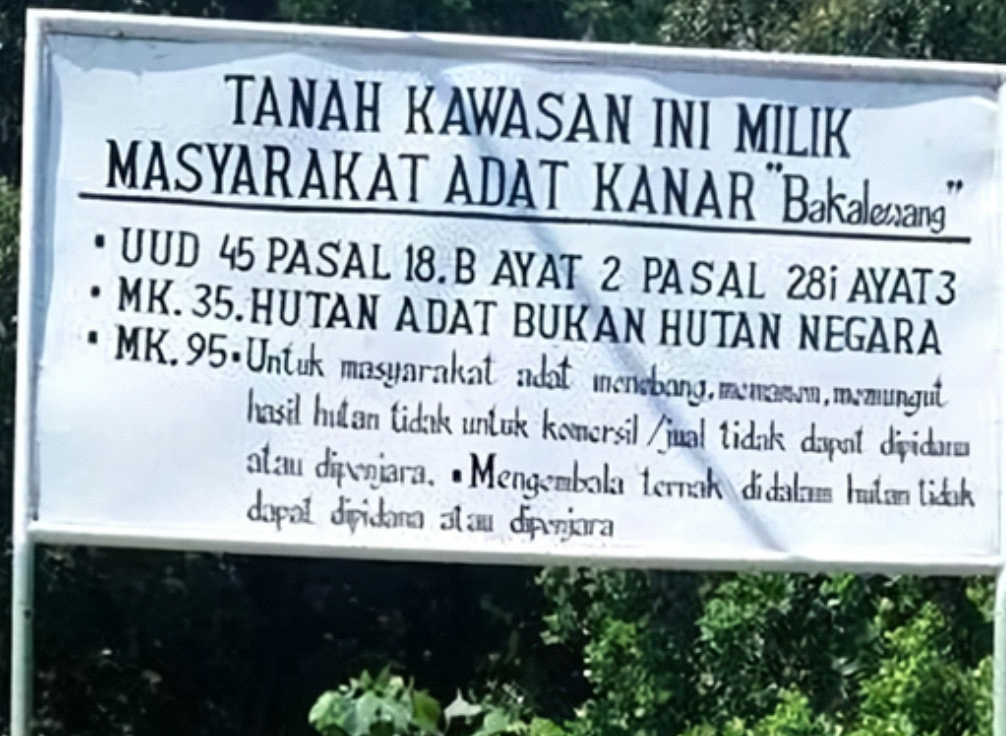 TANAH KAWASAN INI MILIK
MASYARAKAT ADAT KANAR "Bakalewang"
▪ UUD 45 PASAL 18.B AYAT 2 PASAL 28i AYAT 3
▪ MK. 35. HUTAN ADAT BUKAN HUTAN NEGARA
▪ MK. 95 ▪ Untuk masyarakat adat menebang, memungut
hasil hutan tidak untuk komersil / jual tidak dapat dipidana
atau dipenjara. ▪ Mengembala ternak didalam hutan tidak
dapat dipidana atau dipenjara